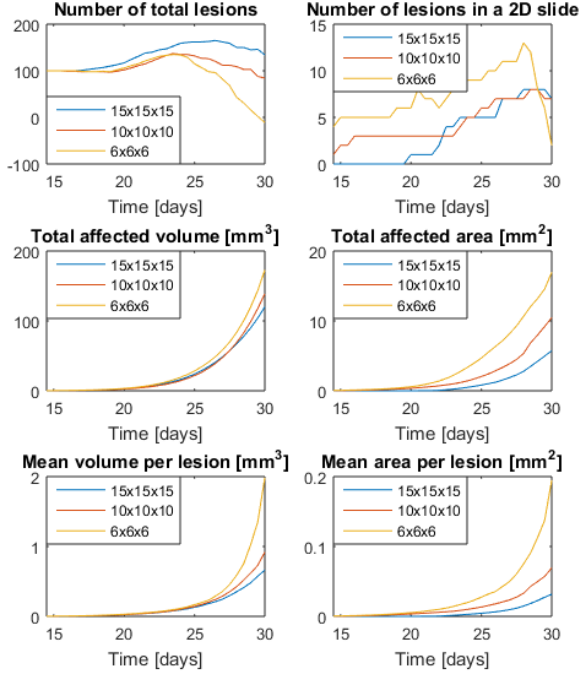 Number of total lesions
200
100
0
-100
15x15x15
10x10x10
6x6x6
15
20
25
30
Time [days]
Number of lesions in a 2D slide
15
10
5
0
15x15x15
10x10x10
6x6x6
15
20
25
30
Time [days]
Total affected volume [mm³]
200
100
0
15x15x15
10x10x10
6x6x6
15
20
25
30
Time [days]
Total affected area [mm²]
20
10
0
15x15x15
10x10x10
6x6x6
15
20
25
30
Time [days]
Mean volume per lesion [mm³]
2
1
0
15x15x15
10x10x10
6x6x6
15
20
25
30
Time [days]
Mean area per lesion [mm²]
0.2
0.1
0
15x15x15
10x10x10
6x6x6
15
20
25
30
Time [days]